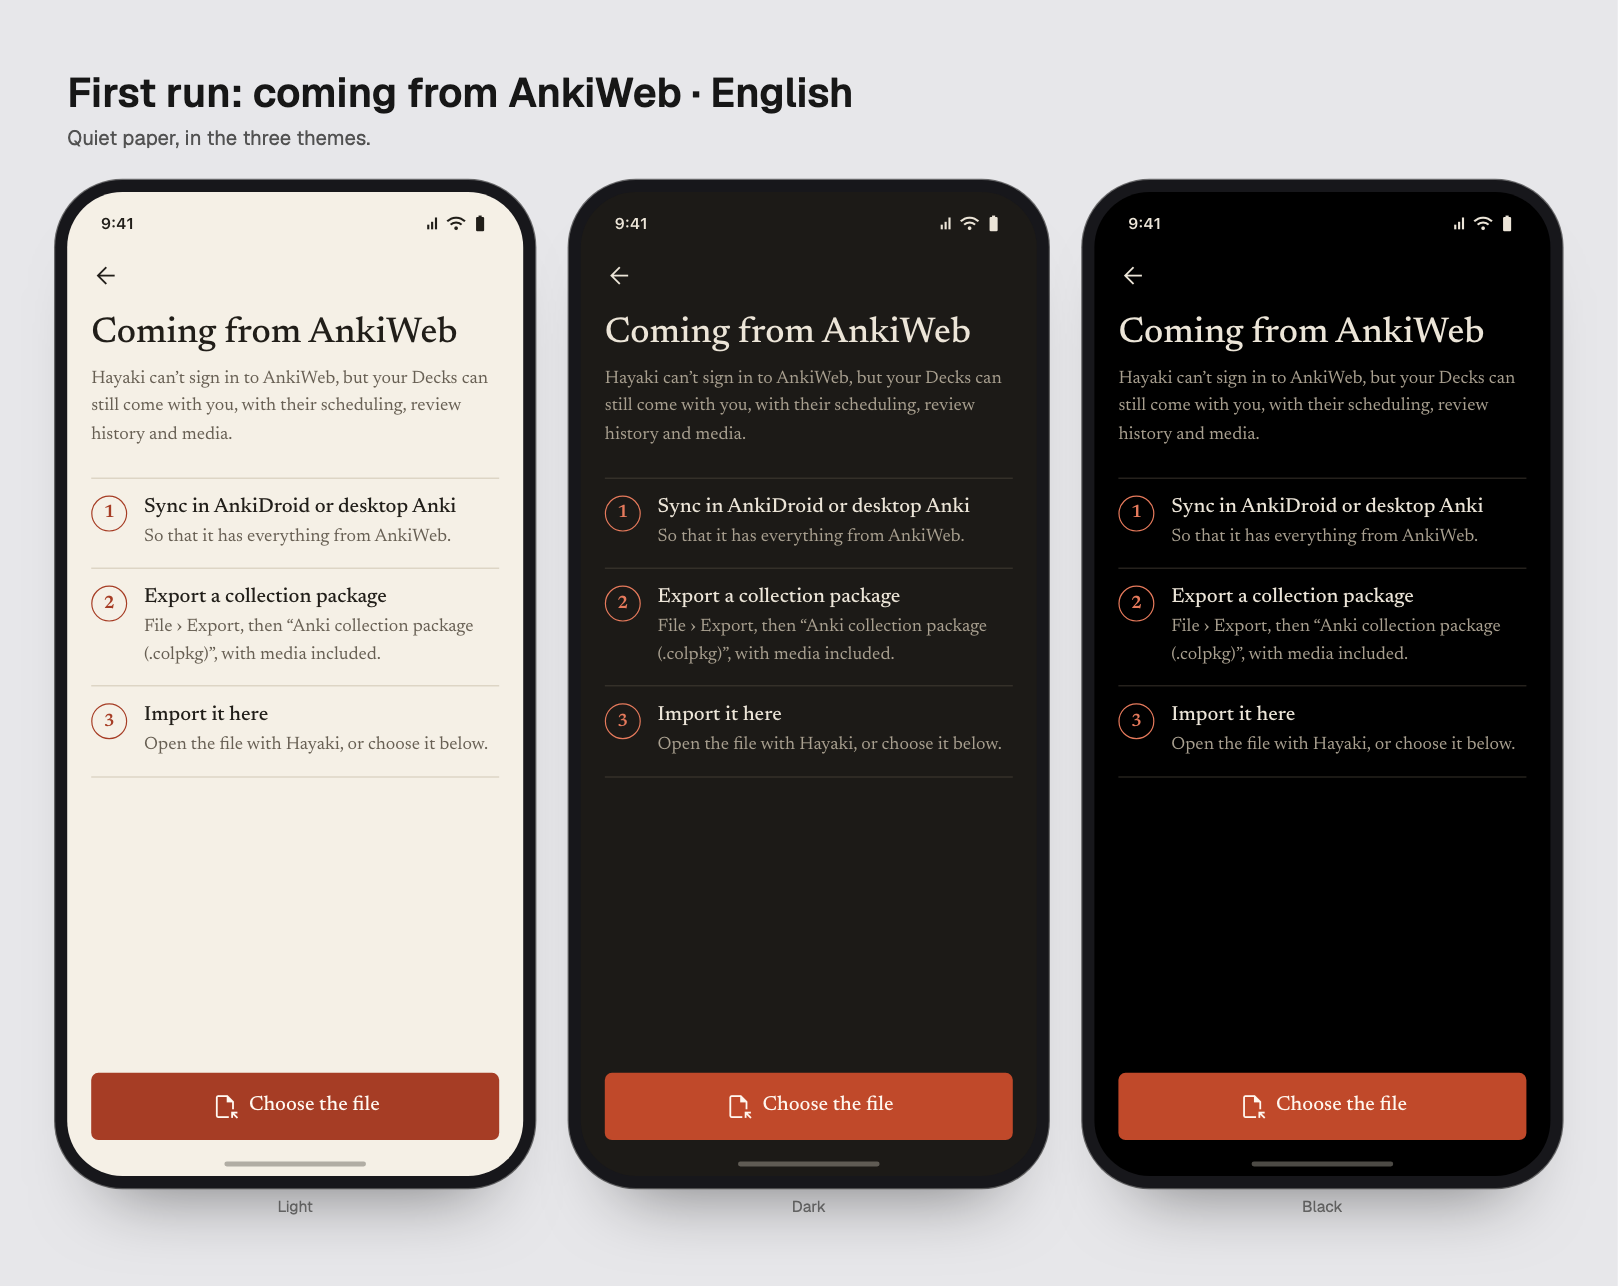 First run: coming from AnkiWeb · English
Quiet paper, in the three themes.
9:41
Coming from AnkiWeb
Hayaki can’t sign in to AnkiWeb, but your Decks can
still come with you, with their scheduling, review
history and media.
1
Sync in AnkiDroid or desktop Anki
So that it has everything from AnkiWeb.
2
Export a collection package
File › Export, then “Anki collection package
(.colpkg)”, with media included.
3
Import it here
Open the file with Hayaki, or choose it below.
Choose the file
Light
9:41
Coming from AnkiWeb
Hayaki can’t sign in to AnkiWeb, but your Decks can
still come with you, with their scheduling, review
history and media.
1
Sync in AnkiDroid or desktop Anki
So that it has everything from AnkiWeb.
2
Export a collection package
File › Export, then “Anki collection package
(.colpkg)”, with media included.
3
Import it here
Open the file with Hayaki, or choose it below.
Choose the file
Dark
9:41
Coming from AnkiWeb
Hayaki can’t sign in to AnkiWeb, but your Decks can
still come with you, with their scheduling, review
history and media.
1
Sync in AnkiDroid or desktop Anki
So that it has everything from AnkiWeb.
2
Export a collection package
File › Export, then “Anki collection package
(.colpkg)”, with media included.
3
Import it here
Open the file with Hayaki, or choose it below.
Choose the file
Black